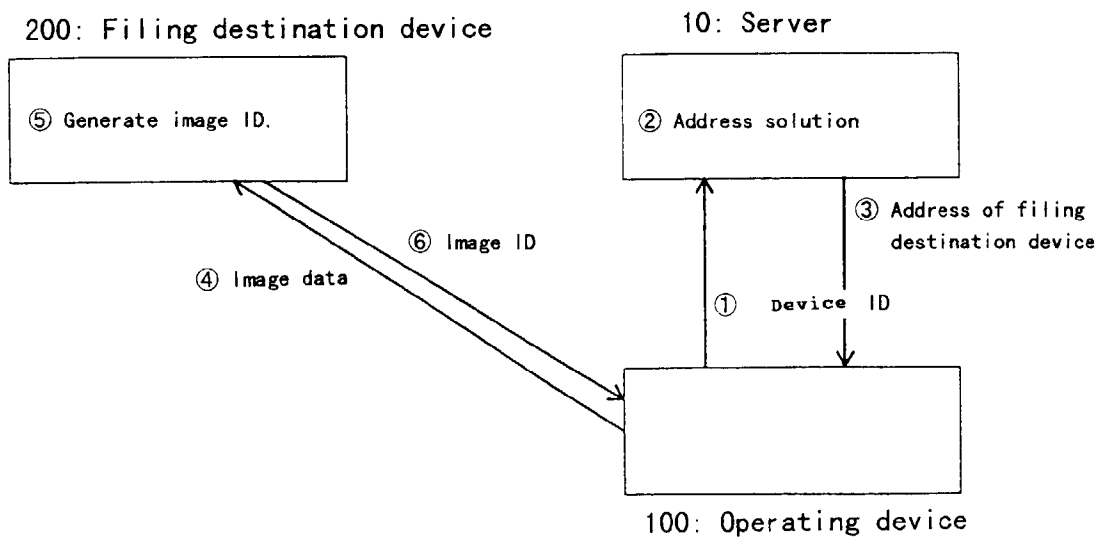 200: Filing destination device
10: Server
⑤ Generate image ID.
② Address solution
③ Address of filing
destination device
⑥ Image ID
④ Image data
① Device ID
100: Operating device